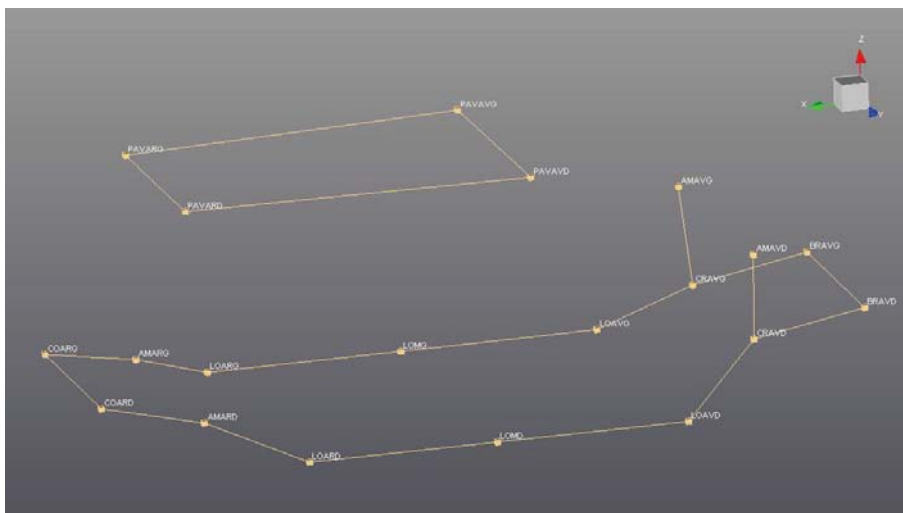 Z
X
Y
PAVAVG
PAVARG
PAVAVD
AMAVG
PAVARD
AMAVD
BRAVG
CRAVG
BRAVD
LOAVG
CRAVD
LOMG
COARG
AMARG
LOARG
COARD
AMARD
LOAVD
LOMD
LOARD